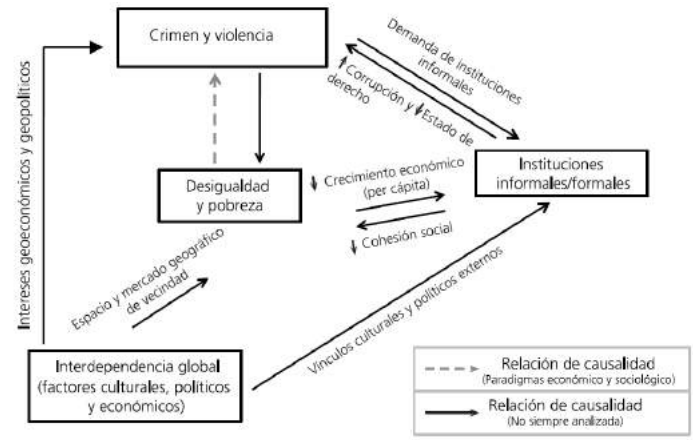 Crimen y violencia
Demanda de instituciones
informales
Corrupción y Estado de
derecho
Intereses geoeconómicos y geopolíticos
Desigualdad
y pobreza
Crecimiento económico
(per cápita)
Cohesión social
Instituciones
informales/formales
Espacio y mercado geográfico
de vecindad
Vínculos culturales y políticos externos
Interdependencia global
(factores culturales, políticos
y económicos)
Relación de causalidad
(Paradigmas económico y sociológico)
Relación de causalidad
(No siempre analizada)